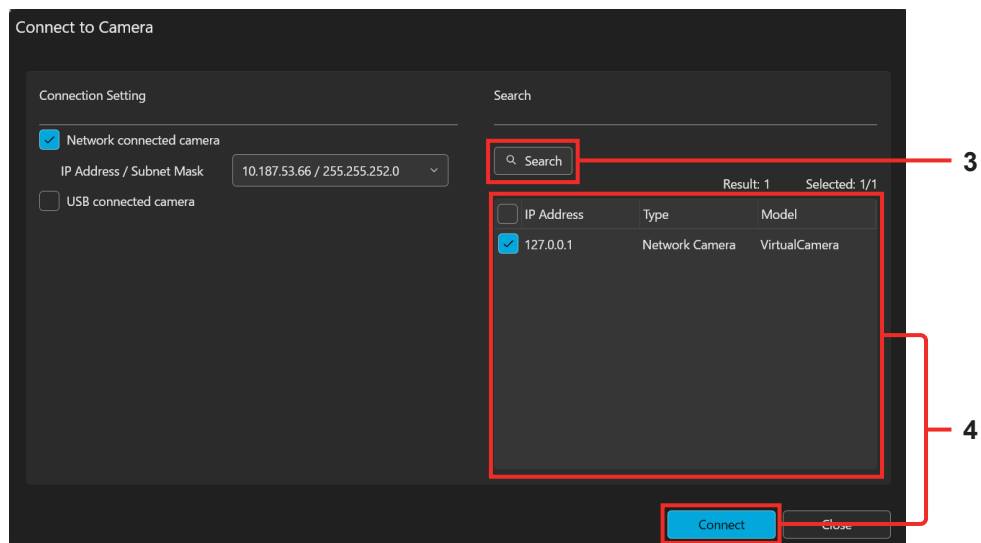 Connect to Camera
Connection Setting
Network connected camera
IP Address / Subnet Mask
10.187.53.66 / 255.255.252.0
USB connected camera
Search
Search
3
Result: 1 Selected: 1/1
IP Address Type Model
127.0.0.1 Network Camera VirtualCamera
4
Connect
Close